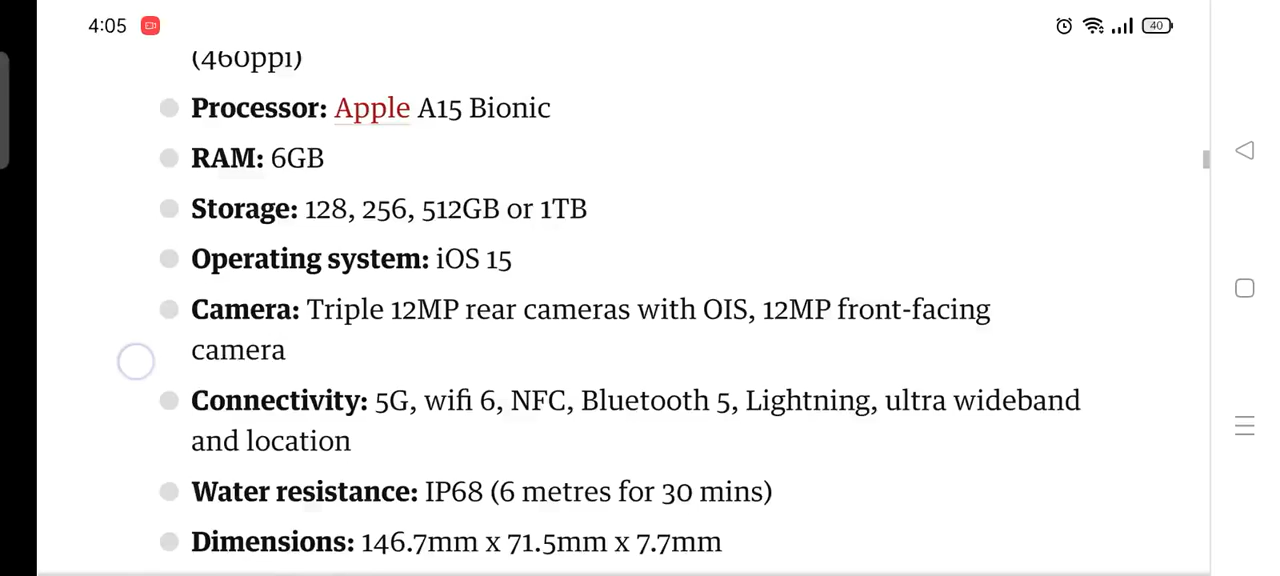 4:05
40
(460ppi)
Processor: Apple A15 Bionic
RAM: 6GB
Storage: 128, 256, 512GB or 1TB
Operating system: iOS 15
Camera: Triple 12MP rear cameras with OIS, 12MP front-facing
camera
Connectivity: 5G, wifi 6, NFC, Bluetooth 5, Lightning, ultra wideband
and location
Water resistance: IP68 (6 metres for 30 mins)
Dimensions: 146.7mm x 71.5mm x 7.7mm